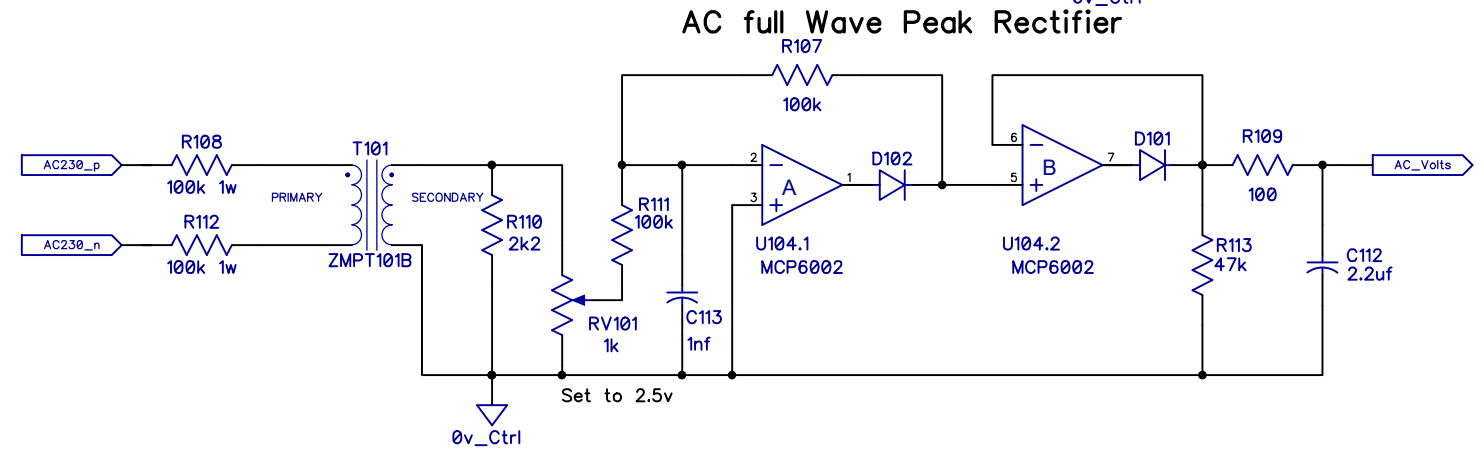 0v_Ctrl
AC full Wave Peak Rectifier
R107
100k
AC230_p
R108
100k 1w
T101
PRIMARY
SECONDARY
AC230_n
R112
100k 1w
ZMPT101B
R110
2k2
R111
100k
RV101
1k
C113
1nf
2
3
1
A
U104.1
MCP6002
D102
6
5
7
B
U104.2
MCP6002
D101
R109
100
AC_Volts
R113
47k
C112
2.2uf
Set to 2.5v
0v_Ctrl